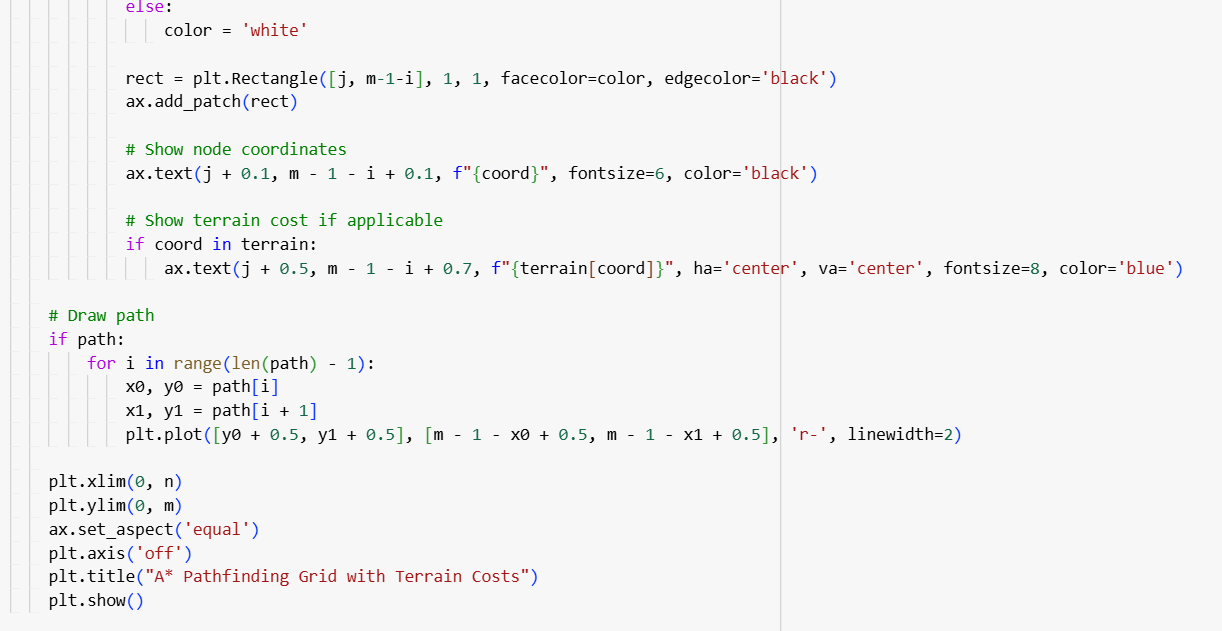 else:
color = 'white'
rect = plt.Rectangle([j, m-1-i], 1, 1, facecolor=color, edgecolor='black')
ax.add_patch(rect)
# Show node coordinates
ax.text(j + 0.1, m - 1 - i + 0.1, f"{coord}", fontsize=6, color='black')
# Show terrain cost if applicable
if coord in terrain:
ax.text(j + 0.5, m - 1 - i + 0.7, f"{terrain[coord]}", ha='center', va='center', fontsize=8, color='blue')
# Draw path
if path:
for i in range(len(path) - 1):
x0, y0 = path[i]
x1, y1 = path[i + 1]
plt.plot([y0 + 0.5, y1 + 0.5], [m - 1 - x0 + 0.5, m - 1 - x1 + 0.5], 'r-', linewidth=2)
plt.xlim(0, n)
plt.ylim(0, m)
ax.set_aspect('equal')
plt.axis('off')
plt.title("A* Pathfinding Grid with Terrain Costs")
plt.show()